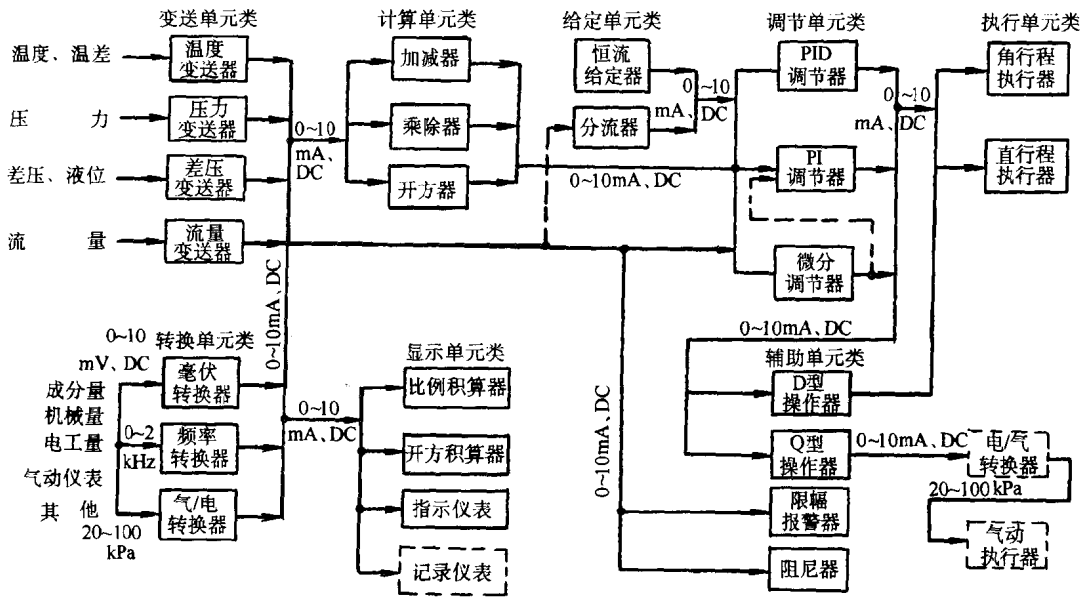 变送单元类
计算单元类
给定单元类
调节单元类
执行单元类
温度、温差
温度
变送器
加减器
恒流
给定器
PID
调节器
角行程
执行器
0~10
mA、DC
0~10
mA、DC
压 力
压力
变送器
乘除器
分流器
0~10
mA、
DC
PI
调节器
直行程
执行器
差压、液位
差压
变送器
开方器
0~10mA、DC
流 量
流量
变送器
微分
调节器
0~10mA、DC
0~10mA、DC
0~10
mV、DC
转换单元类
显示单元类
辅助单元类
成分量
机械量
电工量
气动仪表
其 他
毫伏
转换器
比例积算器
D型
操作器
0~10
mA、DC
0~10mA、DC
0~2
kHz
频率
转换器
开方积算器
Q型
操作器
0~10mA、DC
电/气
转换器
20~100kPa
20~100
kPa
气/电
转换器
指示仪表
限幅
报警器
气动
执行器
记录仪表
阻尼器